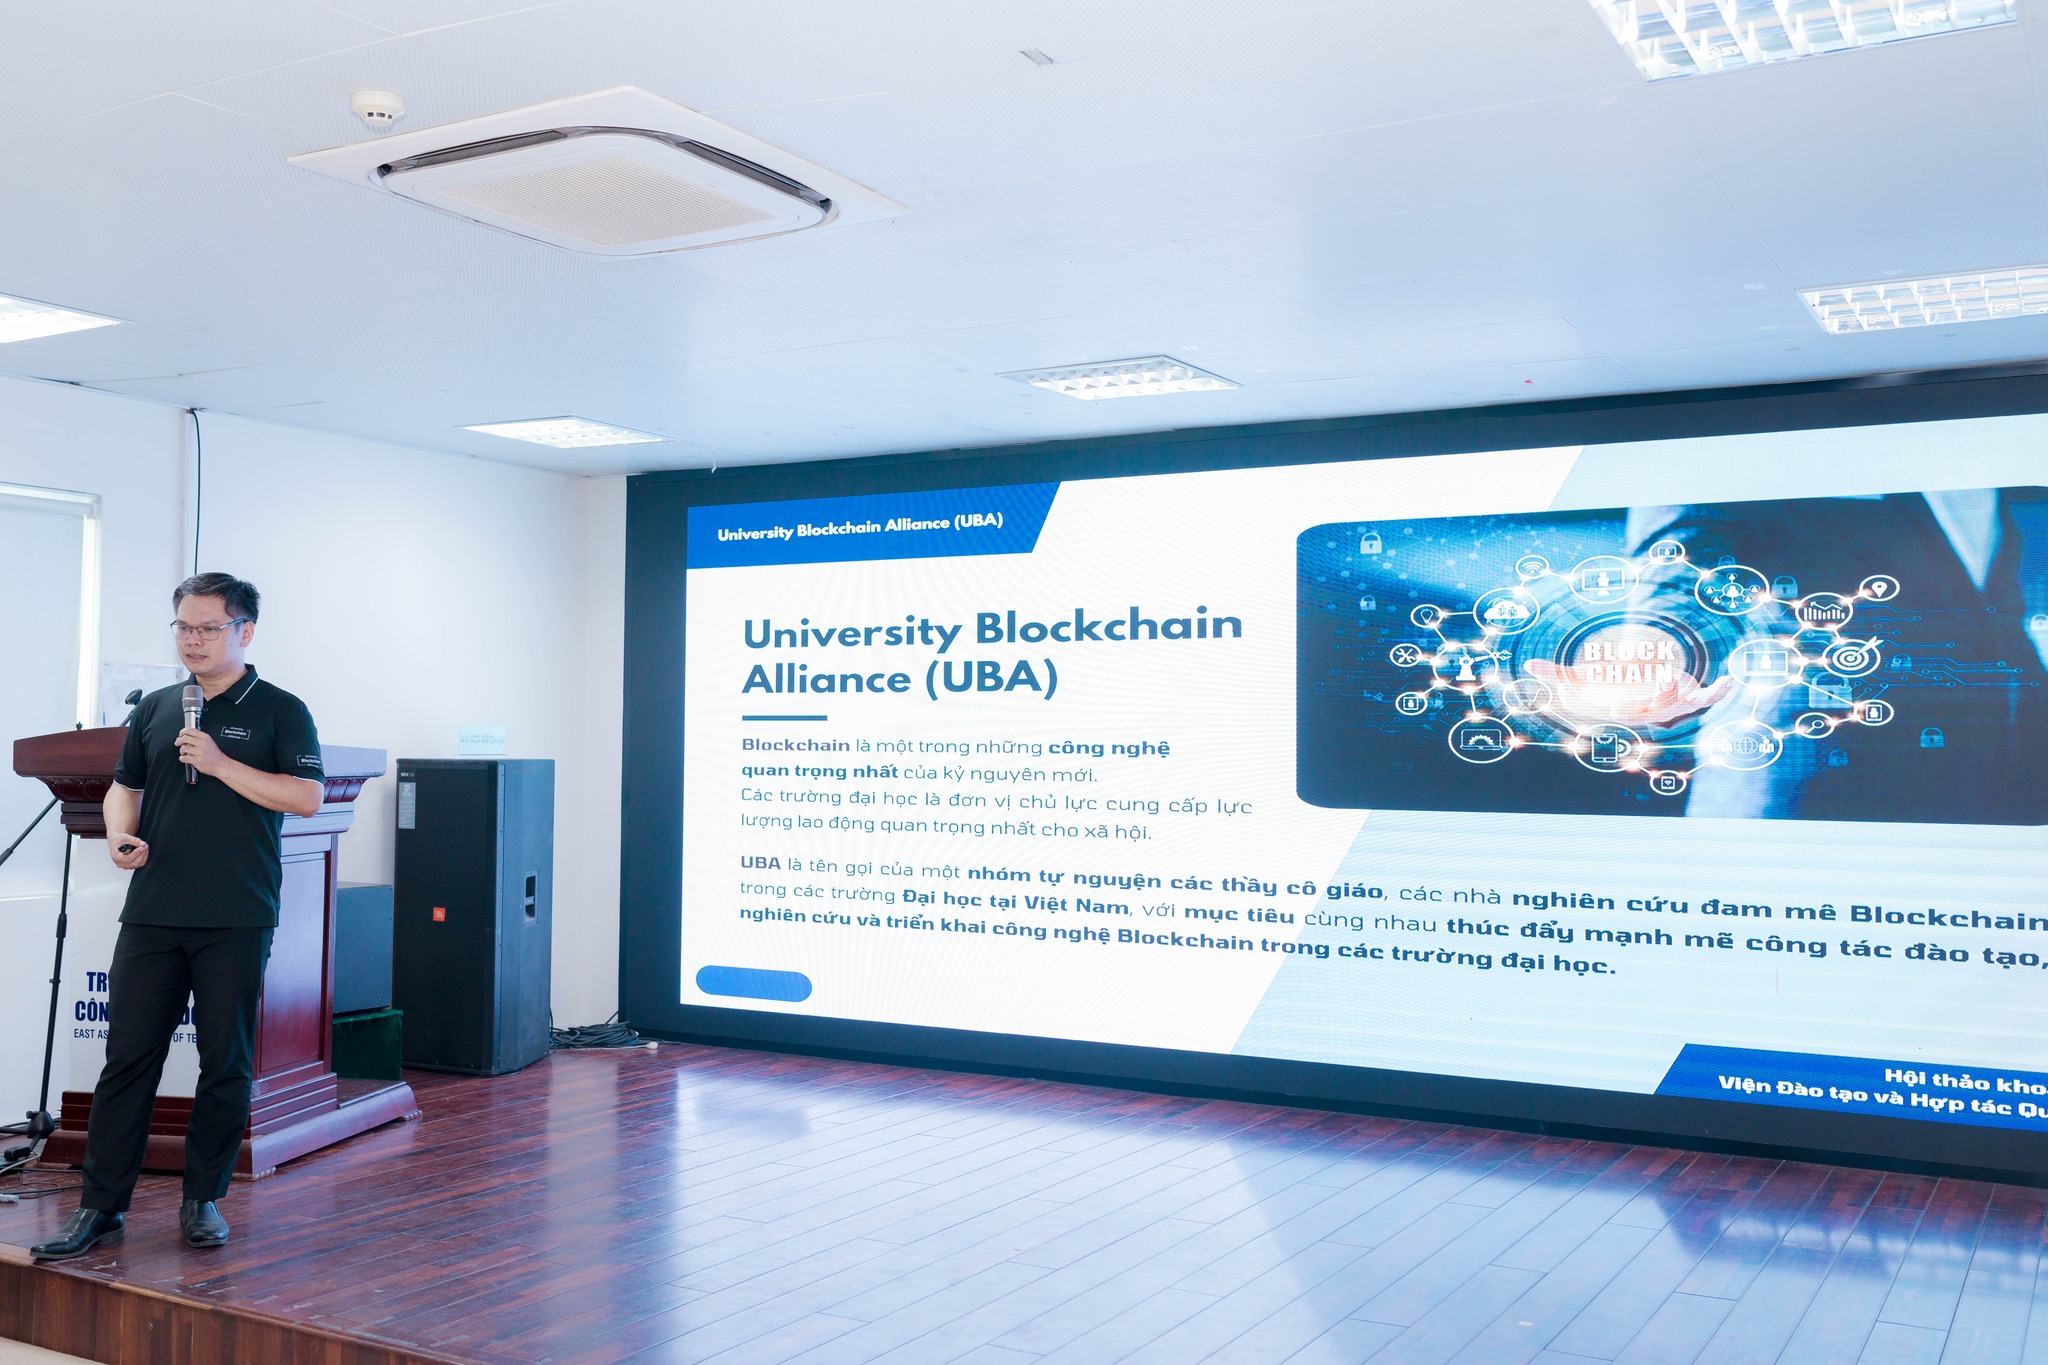 University Blockchain Alliance (UBA)
University Blockchain
Alliance (UBA)
Blockchain là một trong những công nghệ
quan trọng nhất của kỷ nguyên mới.
Các trường đại học là đơn vị chủ lực cung cấp lực
lượng lao động quan trọng nhất cho xã hội.
UBA là tên gọi của một nhóm tự nguyện các thầy cô giáo, các nhà nghiên cứu đam mê Blockchain
trong các trường Đại học tại Việt Nam, với mục tiêu cùng nhau thúc đẩy mạnh mẽ công tác đào tạo,
nghiên cứu và triển khai công nghệ Blockchain trong các trường đại học.
BLOCK
CHAIN
Hội thảo
Viện Đào tạo và Hợp tác
Blockchain
Blockchain
EAST
OF
JBL